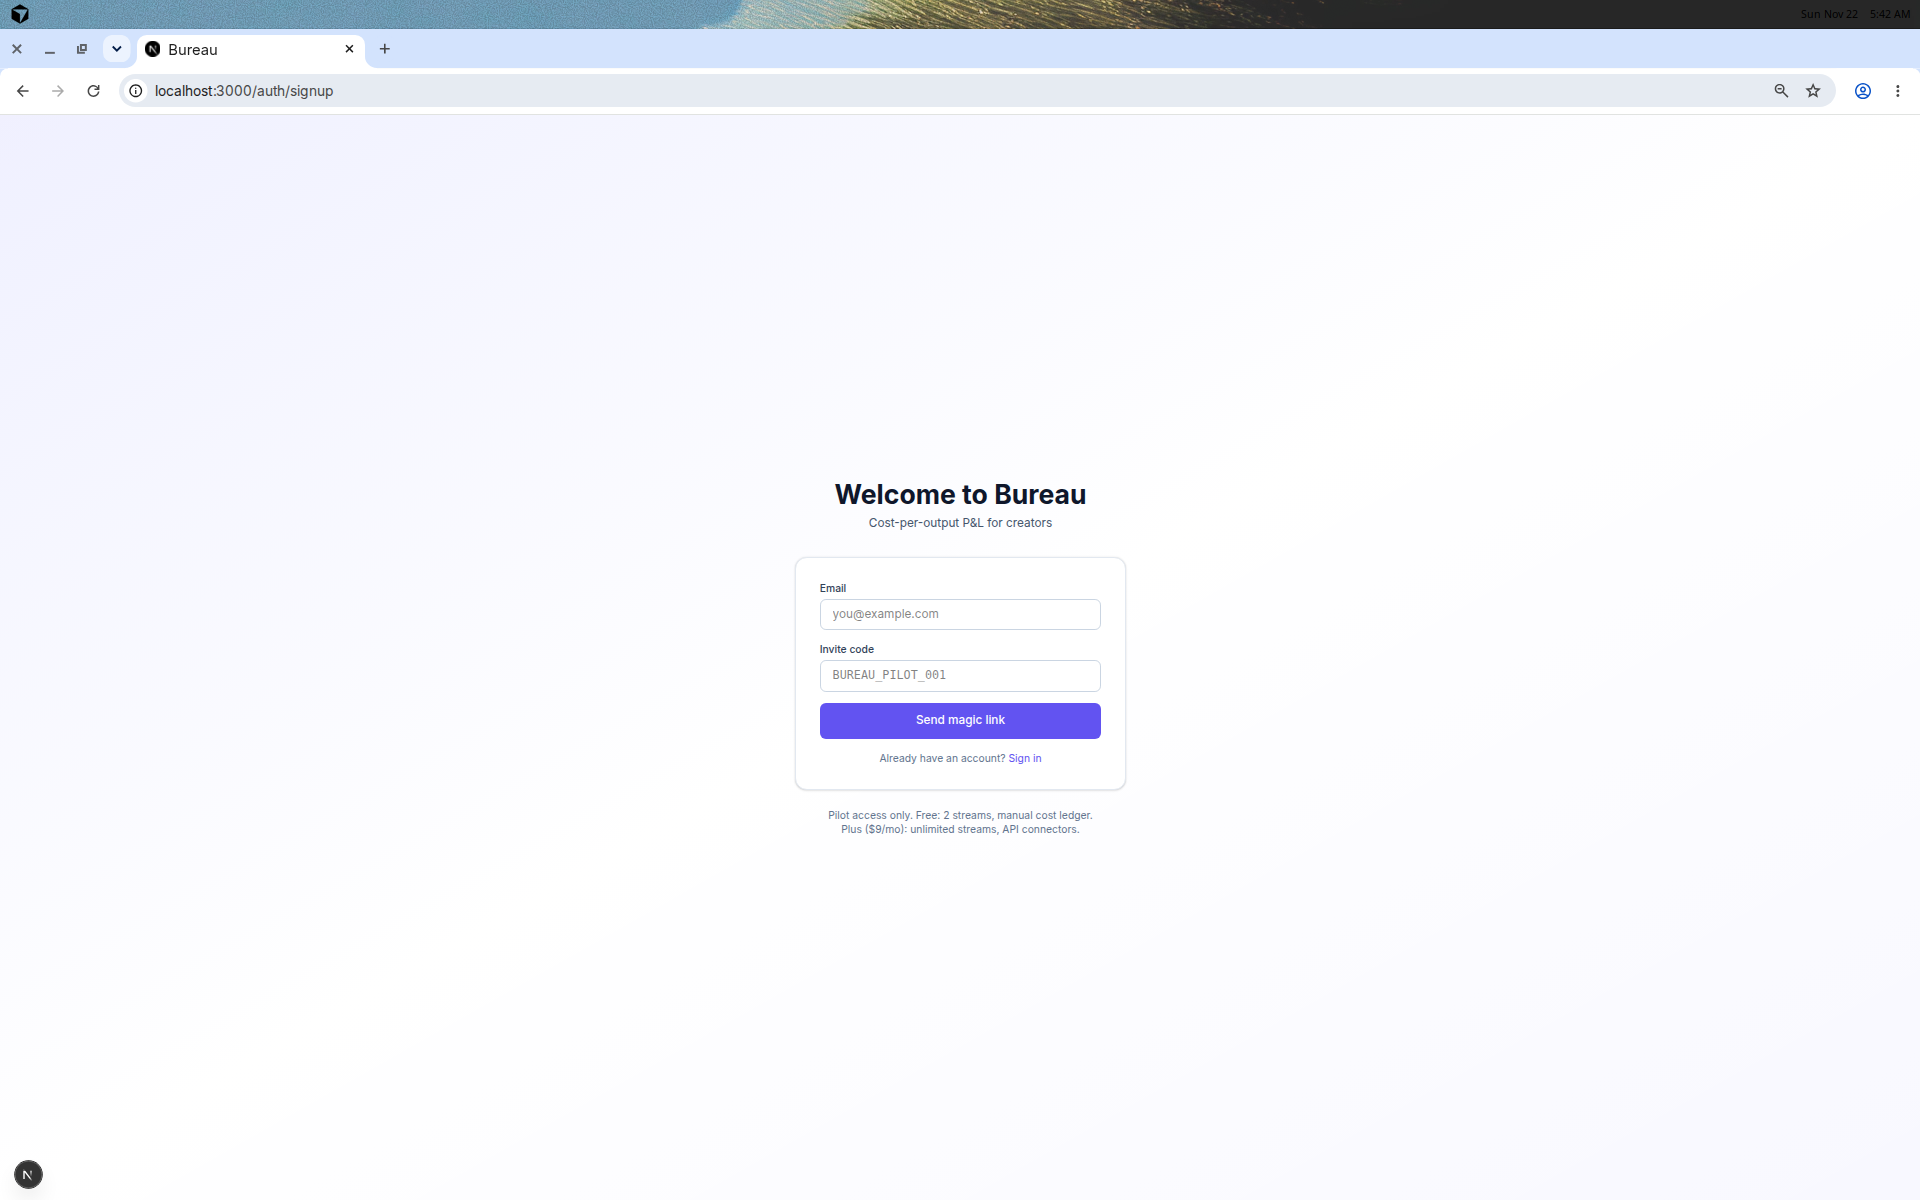 Sun Nov 22 5:42 AM
Bureau
localhost:3000/auth/signup
Welcome to Bureau
Cost-per-output P&L for creators
Email
you@example.com
Invite code
BUREAU_PILOT_001
Send magic link
Already have an account? Sign in
Pilot access only. Free: 2 streams, manual cost ledger.
Plus ($9/mo): unlimited streams, API connectors.
N